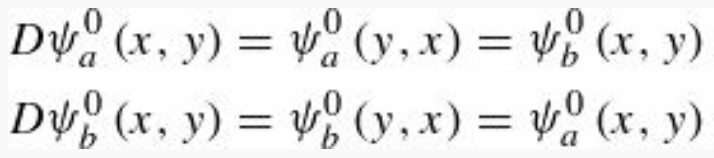 Dψ_a^0 (x, y) = ψ_a^0 (y, x) = ψ_b^0 (x, y)
Dψ_b^0 (x, y) = ψ_b^0 (y, x) = ψ_a^0 (x, y)